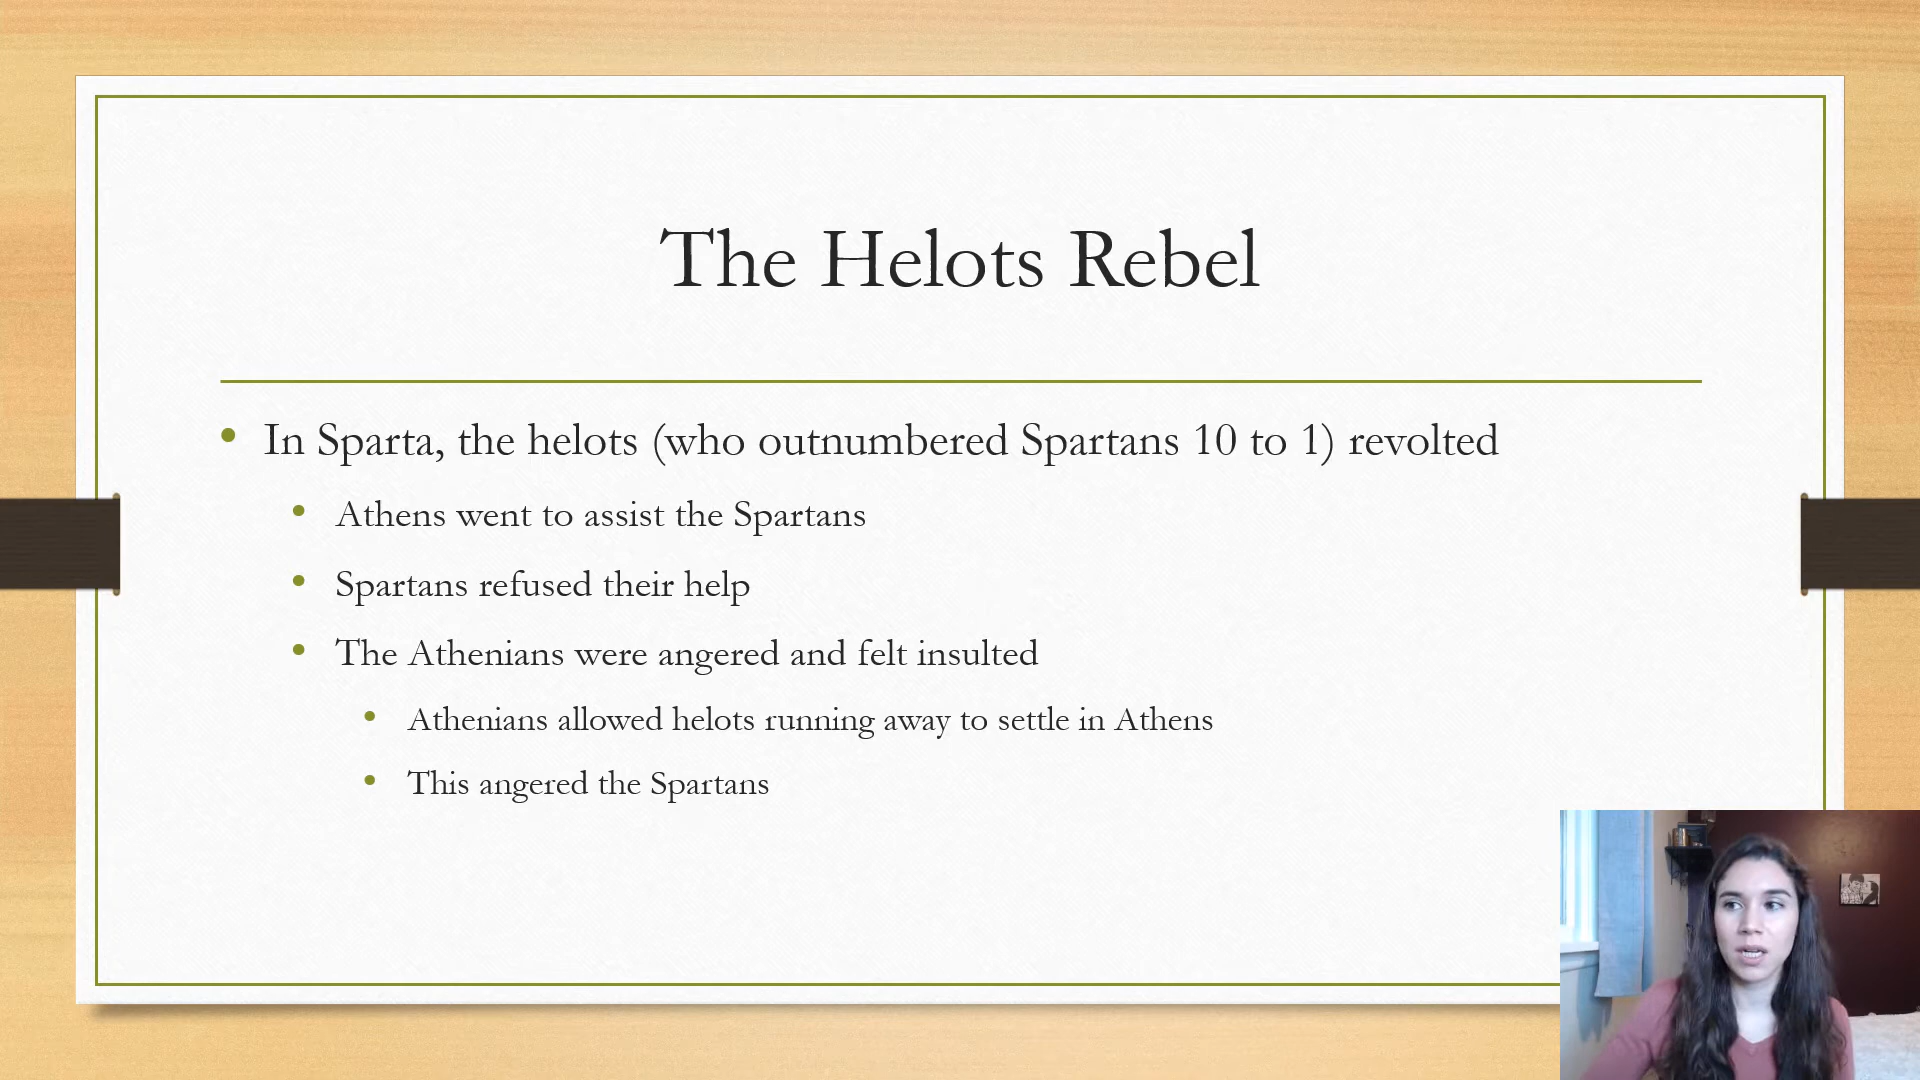 The Helots Rebel
In Sparta, the helots (who outnumbered Spartans 10 to 1) revolted
Athens went to assist the Spartans
Spartans refused their help
The Athenians were angered and felt insulted
Athenians allowed helots running away to settle in Athens
This angered the Spartans